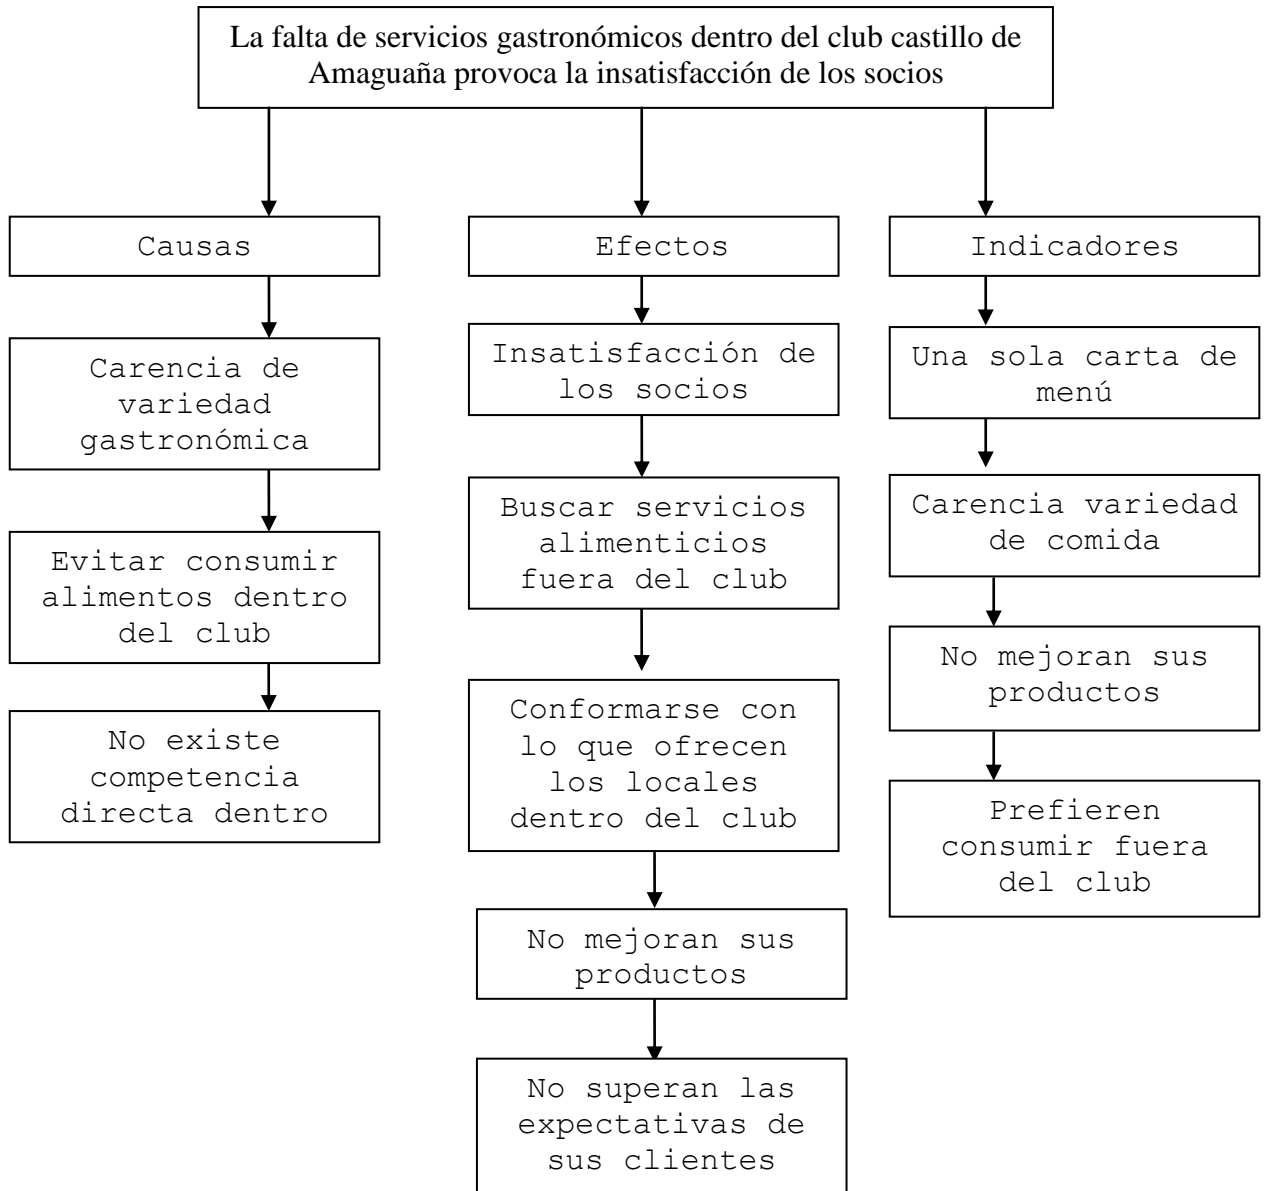 La falta de servicios gastronómicos dentro del club castillo de
Amaguaña provoca la insatisfacción de los socios
Causas
Carencia de
variedad
gastronómica
Evitar consumir
alimentos dentro
del club
No existe
competencia
directa dentro
Efectos
Insatisfacción de
los socios
Buscar servicios
alimenticios
fuera del club
Conformarse con
lo que ofrecen
los locales
dentro del club
No mejoran sus
productos
No superan las
expectativas de
sus clientes
Indicadores
Una sola carta de
menú
Carencia variedad
de comida
No mejoran sus
productos
Prefieren
consumir fuera
del club